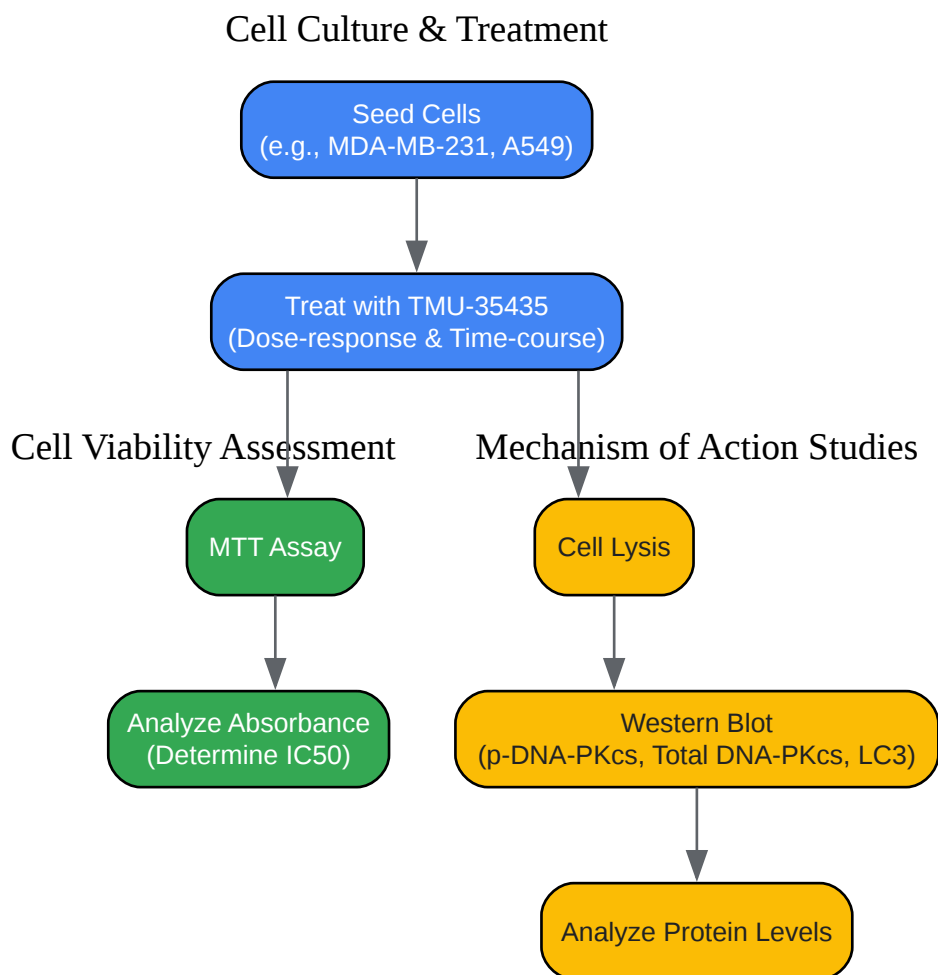 Cell Culture & Treatment
Seed Cells
(e.g., MDA-MB-231, A549)
Treat with TMU-35435
(Dose-response & Time-course)
Cell Viability Assessment
Mechanism of Action Studies
MTT Assay
Cell Lysis
Analyze Absorbance
(Determine IC50)
Western Blot
(p-DNA-PKcs, Total DNA-PKcs, LC3)
Analyze Protein Levels